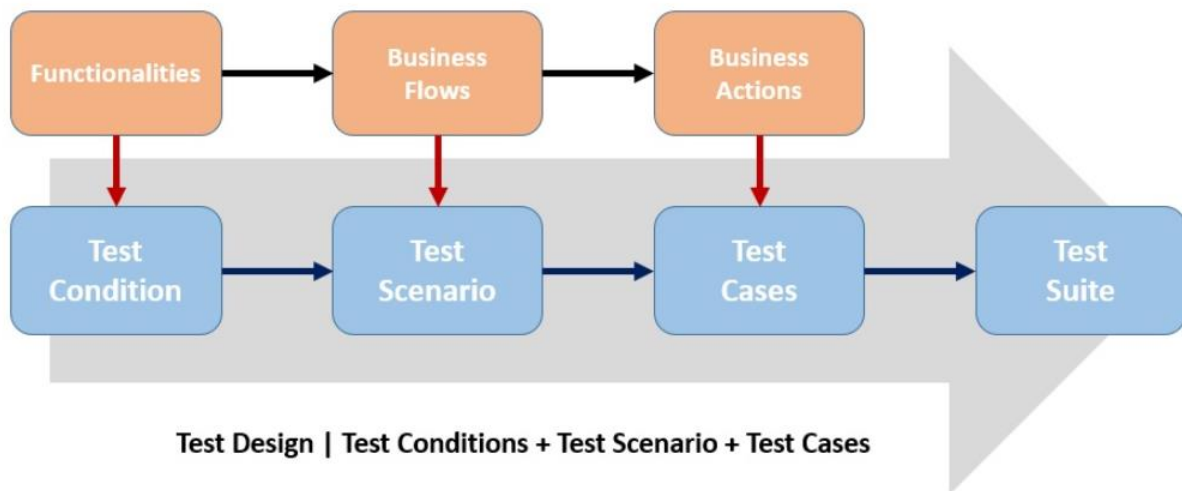 Functionalities
Business
Flows
Business
Actions
Test
Condition
Test
Scenario
Test
Cases
Test
Suite
Test Design | Test Conditions + Test Scenario + Test Cases